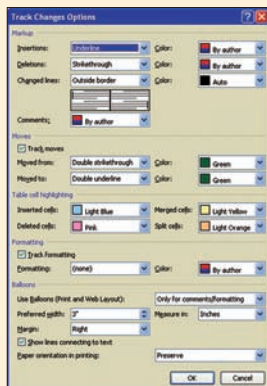 Track Changes Options
Markup
Insertions: Underline Color: By author
Deletions: Strikethrough Color: By author
Changed lines: Outside border Color: Auto
Comments: By author
Moves
Track moves
Moved from: Double strikethrough Color: Green
Moved to: Double underline Color: Green
Table cell highlighting
Inserted cells: Light Blue Merged cells: Light Yellow
Deleted cells: Pink Split cells: Light Orange
Formatting
Track formatting
Formatting: (none) Color: By author
Balloons
Use Balloons (Print and Web Layout): Only for comments/formatting
Preferred width: 3" Measure in: Inches
Margin: Right
Show lines connecting to text
Paper orientation in printing: Preserve
OK Cancel